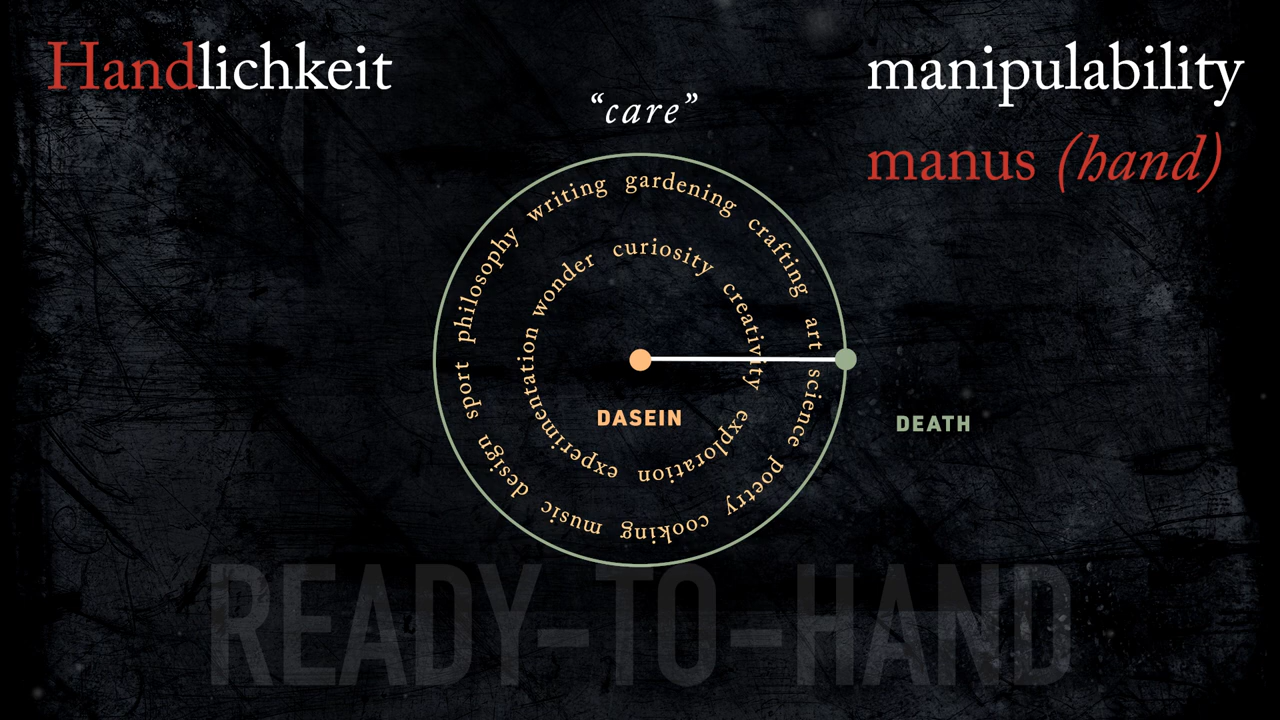 Handlichkeit
manipulability
manus (hand)
“care”
writing gardening crafting art science poetry cooking music design sport philosophy
wonder curiosity creativity exploration experimentation
DASEIN
DEATH
READY-TO-HAND